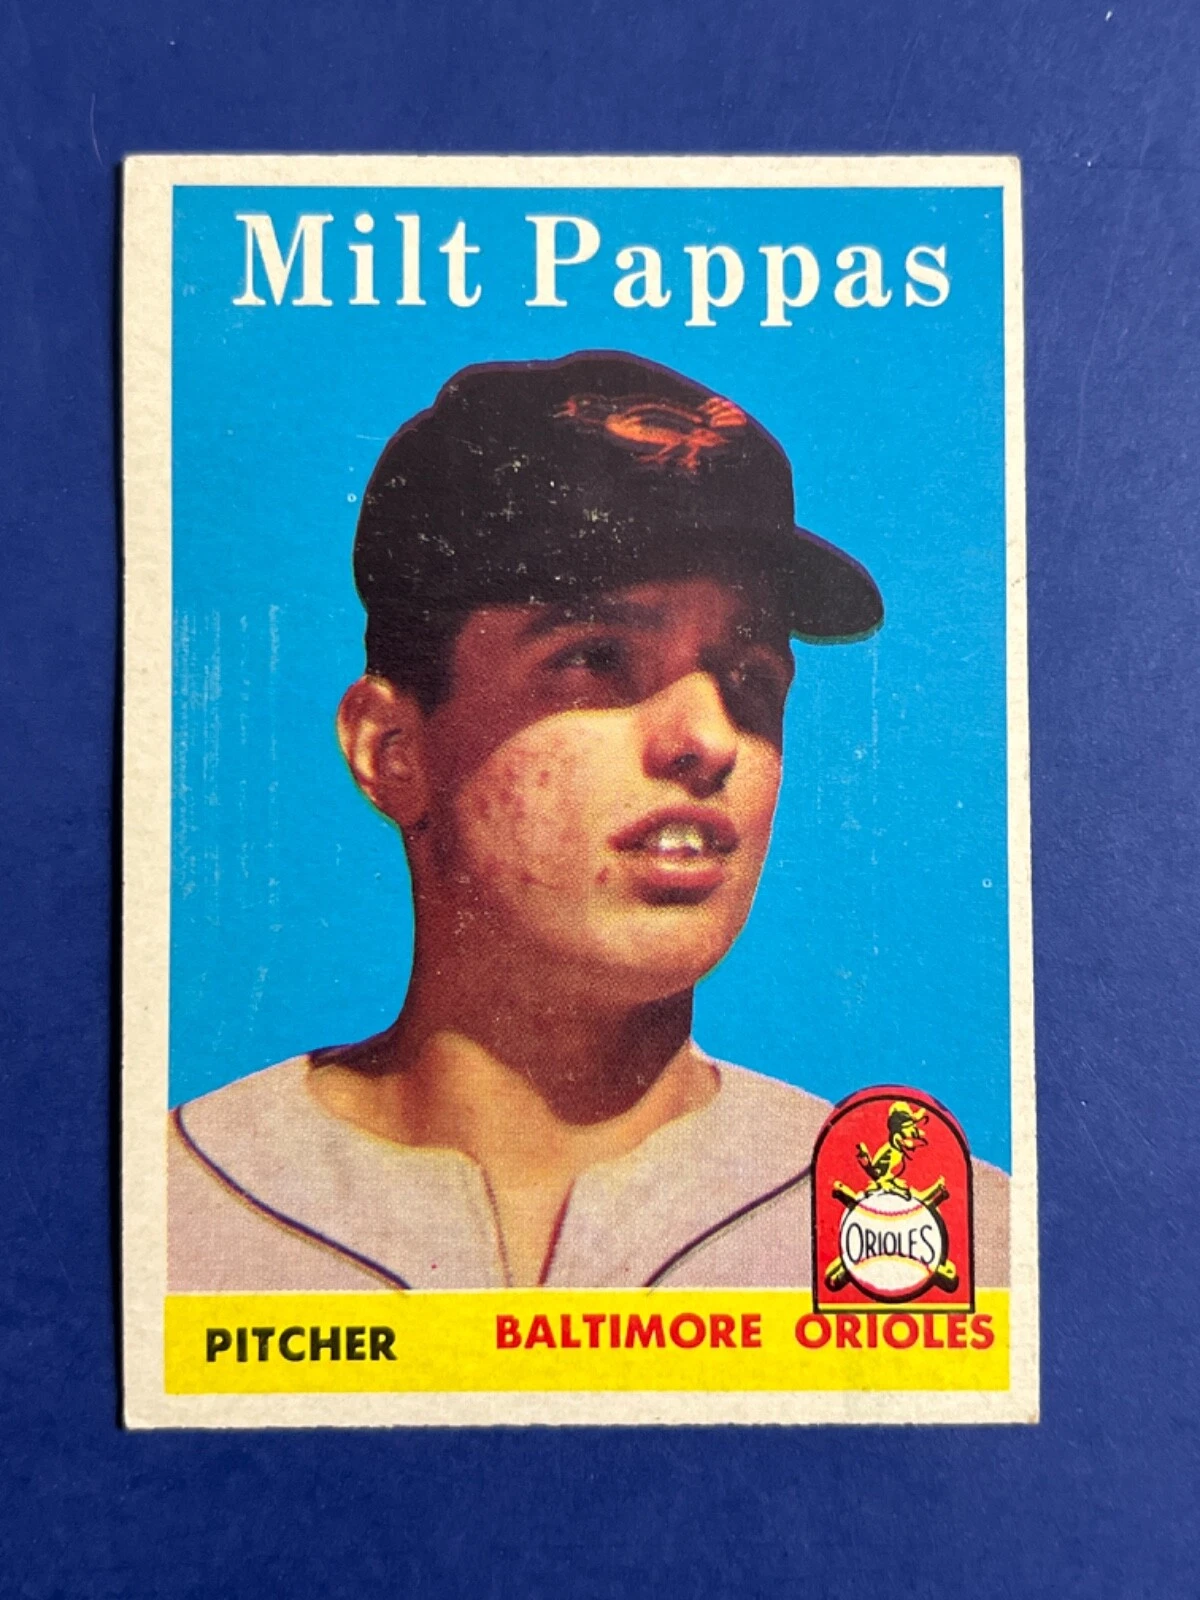 Milt Pappas
ORIOLES
PITCHER
BALTIMORE ORIOLES